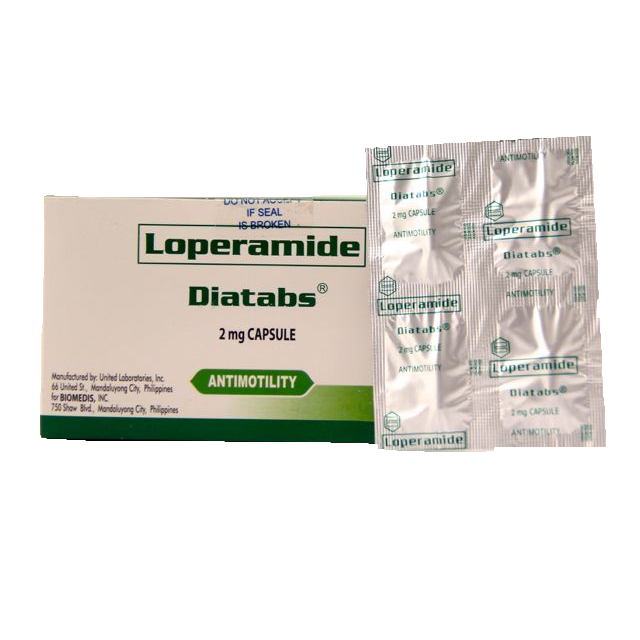 DO NOT ACCEPT
IF SEAL
IS BROKEN
Loperamide
Diatabs®
2 mg CAPSULE
ANTIMOTILITY
Manufactured by: United Laboratories, Inc.
66 United St., Mandaluyong City, Philippines
for BIOMEDIS, INC.
750 Shaw Blvd., Mandaluyong City, Philippines
Loperamide
Diatabs®
2 mg CAPSULE
ANTIMOTILITY
Loperamide
Diatabs®
2 mg CAPSULE
ANTIMOTILITY
Loperamide
ANTIMOTILITY
Loperamide
Diatabs®
2 mg CAPSULE
ANTIMOTILITY
Loperamide
Diatabs®
2 mg CAPSULE
ANTIMOTILITY